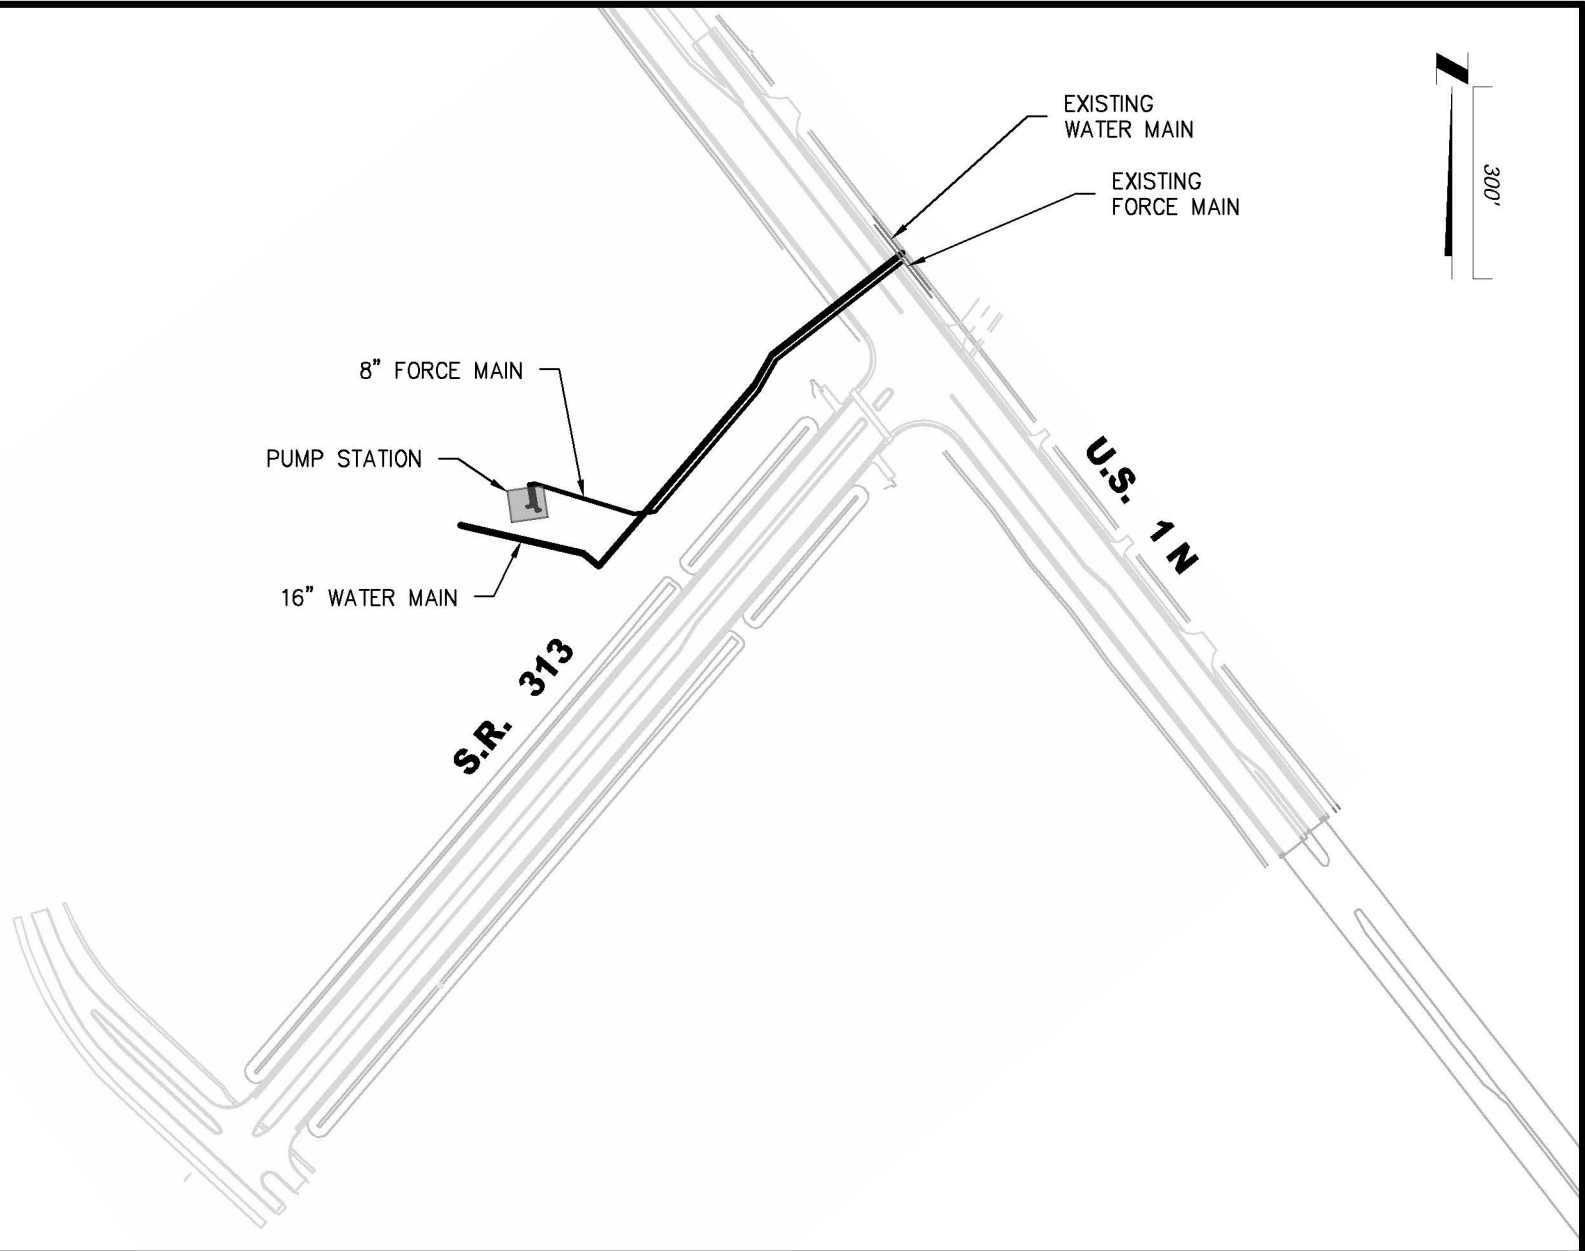 EXISTING
WATER MAIN
EXISTING
FORCE MAIN
300'
8" FORCE MAIN
PUMP STATION
16" WATER MAIN
U.S. 1 N
S.R. 313